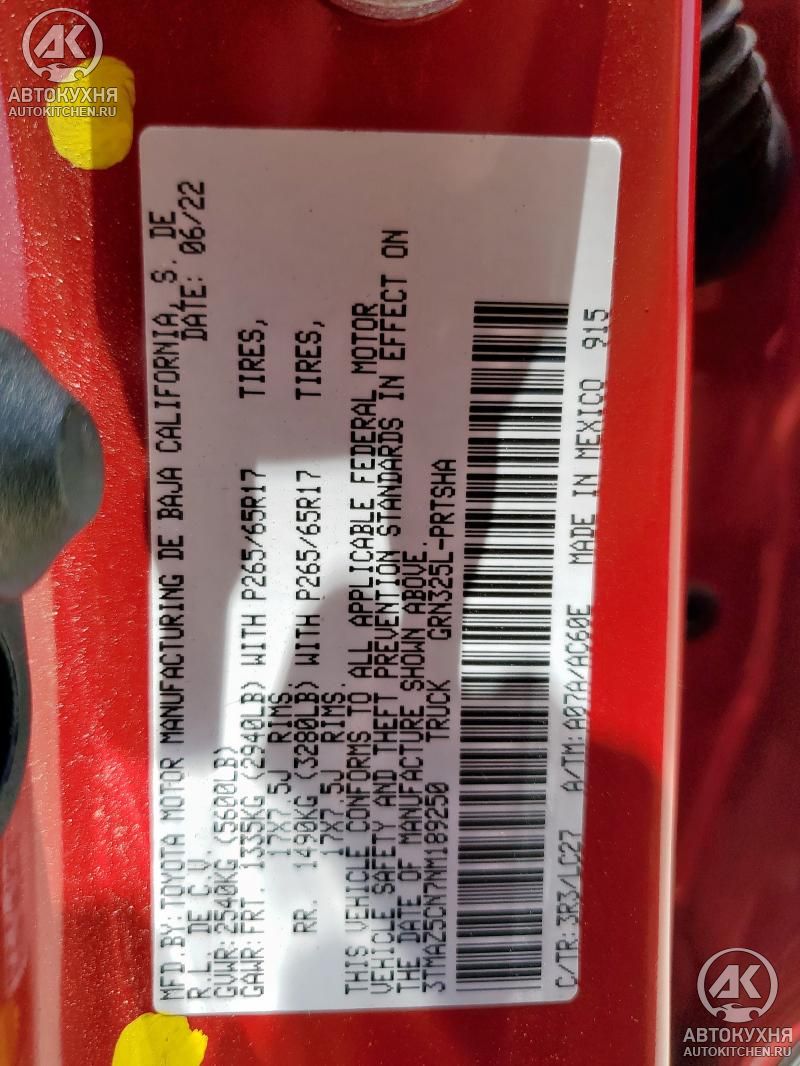 AK
АВТОКУХНЯ
AUTOKITCHEN.RU
MFD BY: TOYOTA MOTOR MANUFACTURING DE BAJA CALIFORNIA, S. DE
R.L. DE C.V. DATE: 06/22
GVWR: 2540KG (5600LB)
GAWR: FRT. 1335KG (2940LB) WITH P265/65R17 TIRES,
17X7.5J RIMS.
RR. 1490KG (3280LB) WITH P265/65R17 TIRES,
17X7.5J RIMS.
THIS VEHICLE CONFORMS TO ALL APPLICABLE FEDERAL MOTOR
VEHICLE SAFETY AND THEFT PREVENTION STANDARDS IN EFFECT ON
THE DATE OF MANUFACTURE SHOWN ABOVE.
3TMAZ5CN7NM189250 TRUCK GRN325L-PRTSHA
C/TR: 3R3/LC27 A/TM: A07A/AC60E MADE IN MEXICO 915
AK
АВТОКУХНЯ
AUTOKITCHEN.RU